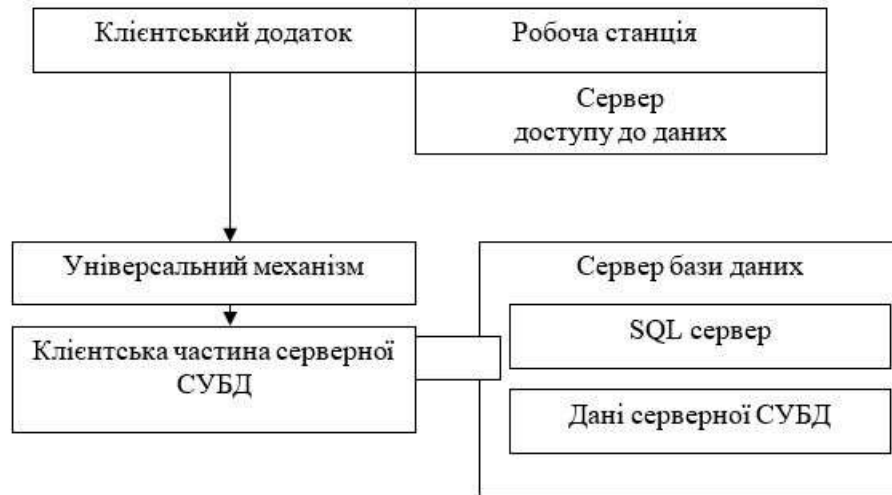 Клієнтський додаток
Робоча станція
Сервер
доступу до даних
Універсальний механізм
Сервер бази даних
SQL сервер
Клієнтська частина серверної
СУБД
Дані серверної СУБД